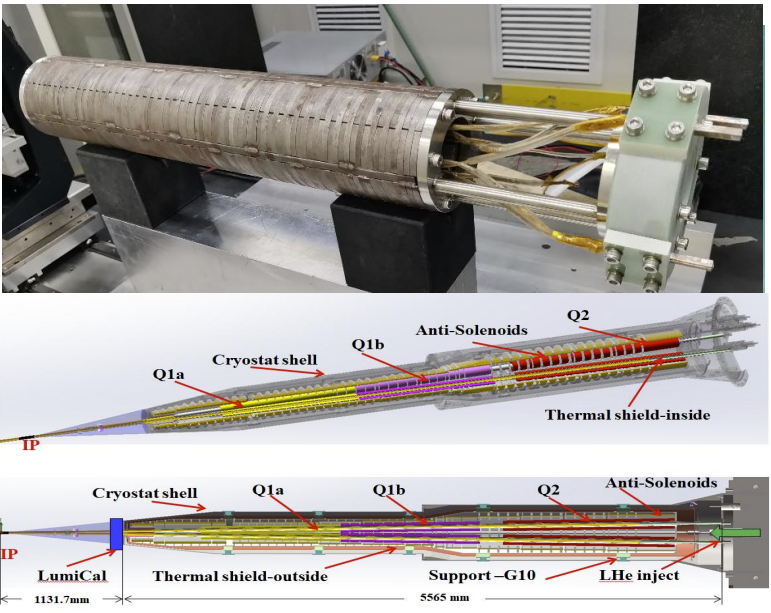 Q2
Anti-Solenoids
Q1b
Cryostat shell
Q1a
Thermal shield-inside
IP
Anti-Solenoids
Q2
Q1b
Q1a
Cryostat shell
IP
LumiCal
Thermal shield-outside
Support –G10
LHe inject
1131.7mm
5565 mm